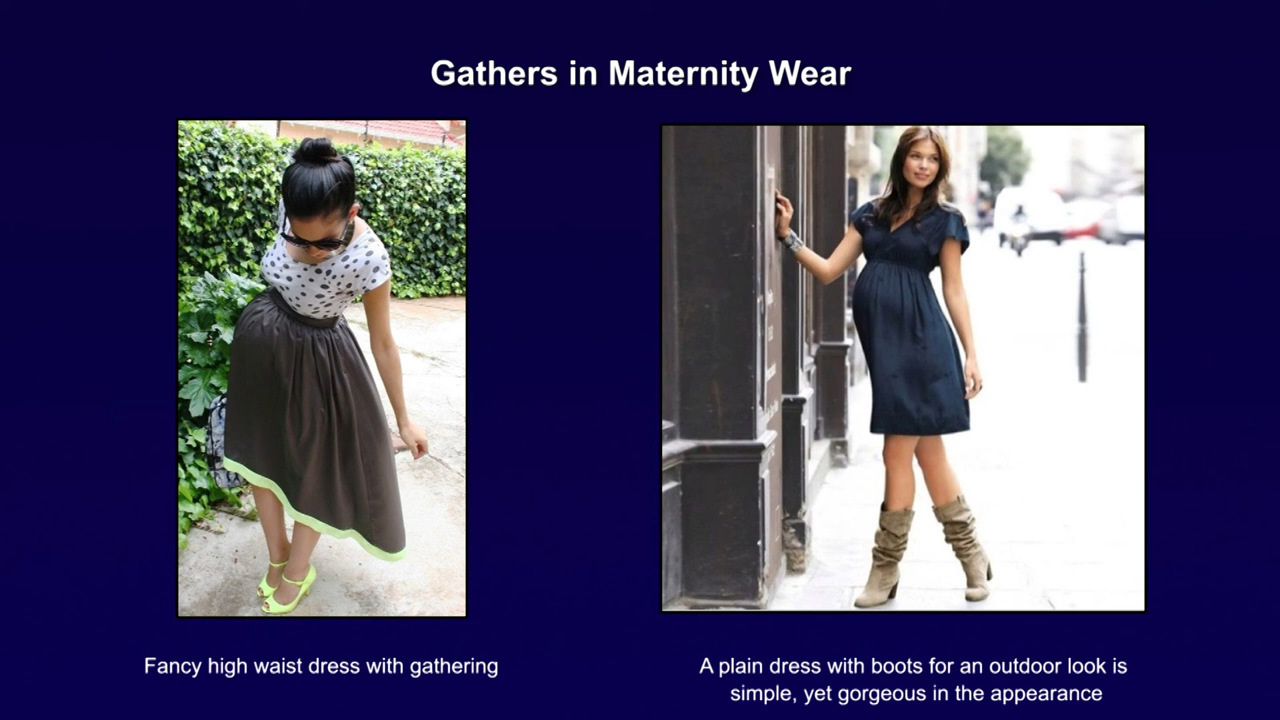 Gathers in Maternity Wear
Fancy high waist dress with gathering
A plain dress with boots for an outdoor look is
simple, yet gorgeous in the appearance